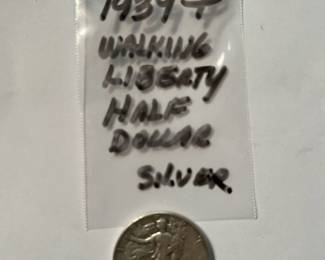 1939
WALKING
LIBERTY
HALF
DOLLAR
SILVER.